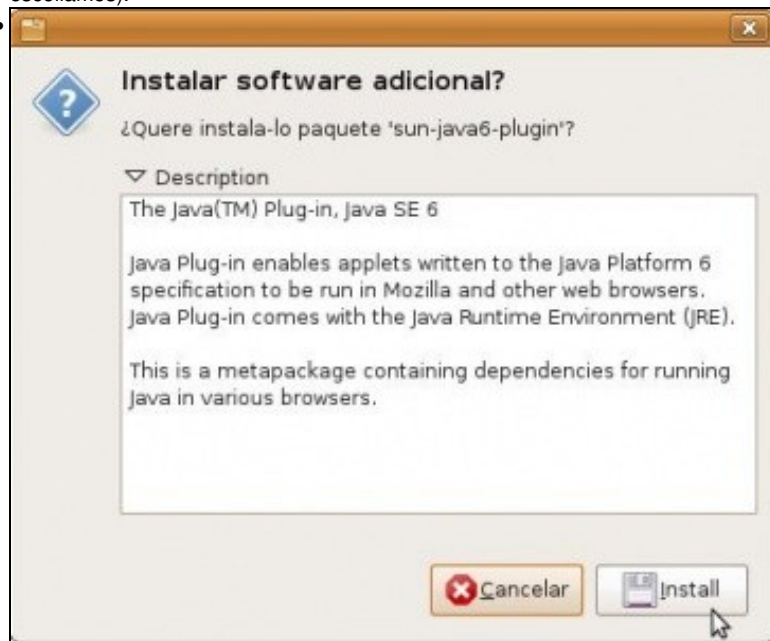 Instalar software adicional?
¿Quere instala-lo paquete 'sun-java6-plugin'?
Description
The Java(TM) Plug-in, Java SE 6
Java Plug-in enables applets written to the Java Platform 6
specification to be run in Mozilla and other web browsers.
Java Plug-in comes with the Java Runtime Environment (JRE).
This is a metapackage containing dependencies for running
Java in various browsers.
Cancelar Install